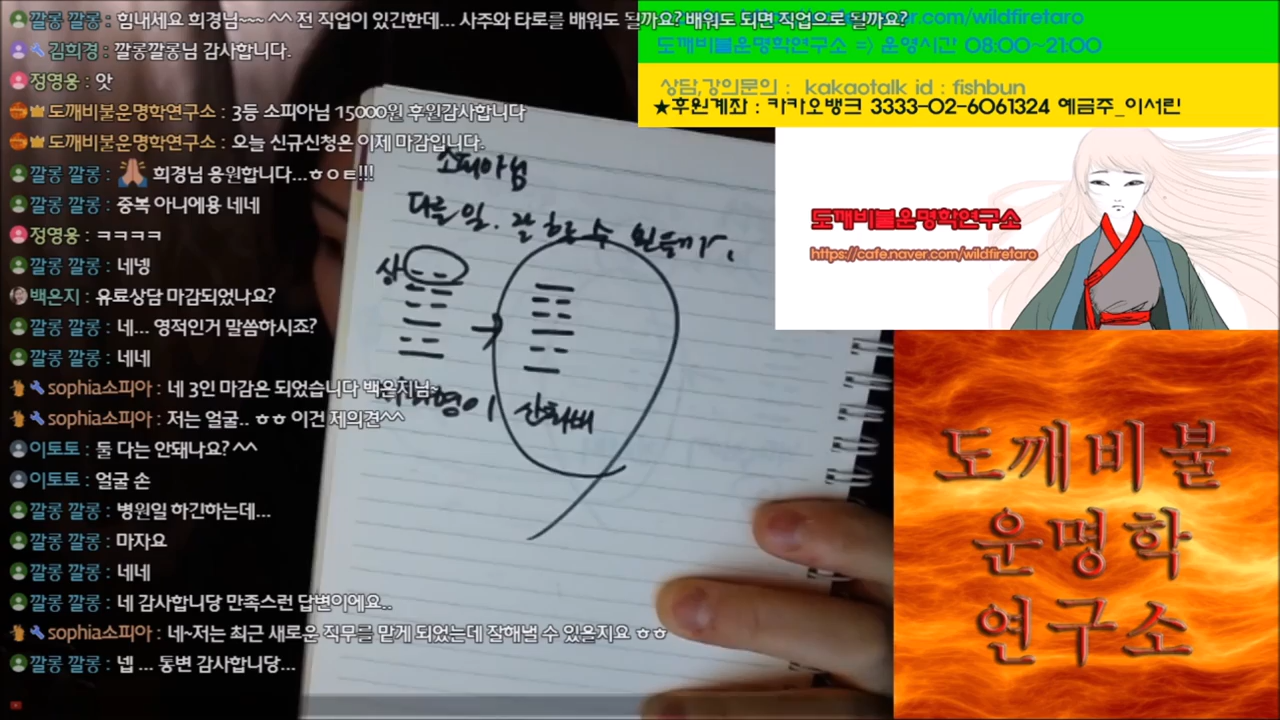 깔롱 깔롱 : 힘내세요 희경님~~~ ^^ 전 직업이 있긴한데... 사주와 타로를 배워도 될까요? 배워도 되면 직업으로 될까요?
김희경 : 깔롱깔롱님 감사합니다.
정영웅 : 앗
도깨비불운명학연구소 : 3등 소피아님 15000원 후원감사합니다
도깨비불운명학연구소 : 오늘 신규신청은 이제 마감입니다.
깔롱 깔롱 : 🙏 희경님 응원합니다...ㅎㅇㅌ!!!
깔롱 깔롱 : 중복 아니에용 네네
정영웅 : ㅋㅋㅋㅋ
깔롱 깔롱 : 네넹
백은지 : 유료상담 마감되었나요?
깔롱 깔롱 : 네... 영적인거 말씀하시죠?
깔롱 깔롱 : 네네
sophia소피아 : 네 3인 마감은 되었습니다 백은지님~
sophia소피아 : 저는 얼굴.. ㅎㅎ 이건 제의견^^
이토토 : 둘 다는 안돼나요? ^^
이토토 : 얼굴 손
깔롱 깔롱 : 병원일 하긴하는데...
깔롱 깔롱 : 마자요
깔롱 깔롱 : 네네
깔롱 깔롱 : 네 감사합니당 만족스런 답변이에요..
sophia소피아 : 네~저는 최근 새로운 직무를 맡게 되었는데 잘해낼 수 있을지요 ㅎㅎ
깔롱 깔롱 : 넵 ... 통변 감사합니당...
소피아님
다른 일. 잘 할 수 있을까?
상
산화비
/cafe.naver.com/wildfiretaro
도깨비불운명학연구소 => 운영시간 08:00~21:00
상담,강의문의 : kakaotalk id : fishbun
★후원계좌 : 카카오뱅크 3333-02-6061324 예금주_이서린
도깨비불운명학연구소
https://cafe.naver.com/wildfiretaro
도깨비불
운명학
연구소